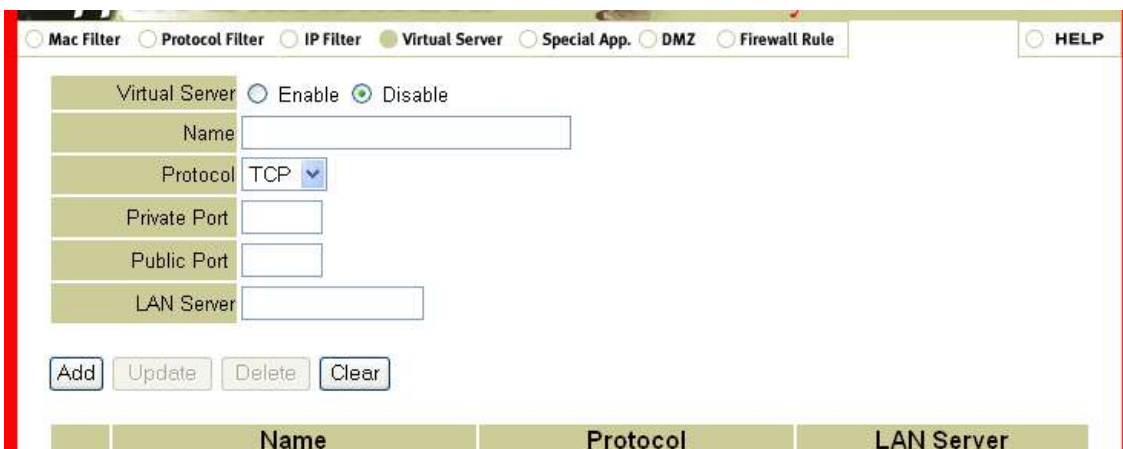 Mac Filter Protocol Filter IP Filter Virtual Server Special App. DMZ Firewall Rule HELP
Virtual Server Enable Disable
Name
Protocol TCP
Private Port
Public Port
LAN Server
Add Update Delete Clear
Name Protocol LAN Server